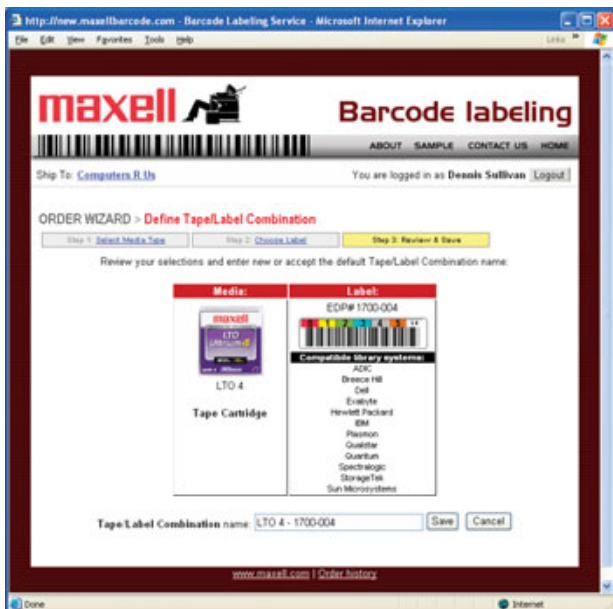 http://new.maxellbarcode.com - Barcode Labeling Service - Microsoft Internet Explorer
File Edit View Favorites Tools Help Links »
maxell Barcode labeling
ABOUT SAMPLE CONTACT US HOME
Ship To: Computers R Us You are logged in as Dennis Sullivan Logout
ORDER WIZARD > Define Tape/Label Combination
Step 1: Select Media Type Step 2: Choose Label Step 3: Review & Save
Review your selections and enter new or accept the default Tape/Label Combination name:
Media: Label:
EDP# 1700-004
maxell
LTO
Ultrium 4
LTO 4
Tape Cartridge
Compatibile library systems:
ADIC
Breece Hill
Dell
Exabyte
Hewlett Packard
IBM
Plasmon
Qualstar
Quantum
Spectralogic
StorageTek
Sun Microsystems
Tape/Label Combination name: LTO 4 - 1700-004 Save Cancel
www.maxell.com | Order history
Done Internet